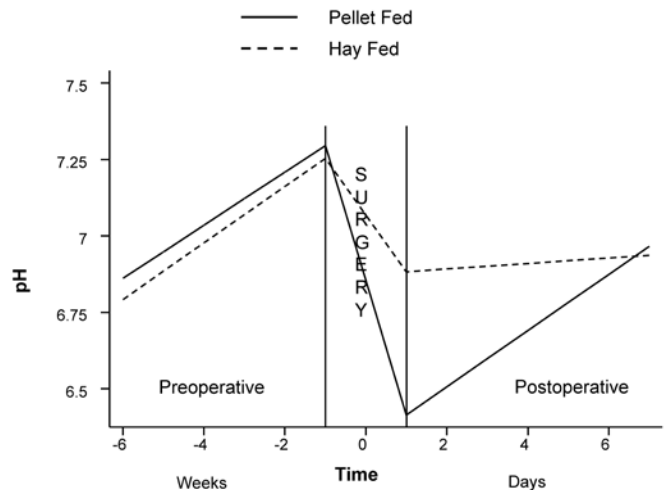 Pellet Fed
Hay Fed
7.5
7.25
7
6.75
6.5
pH
SURGERY
Preoperative
Postoperative
-6 -4 -2 0 2 4 6
Weeks Time Days